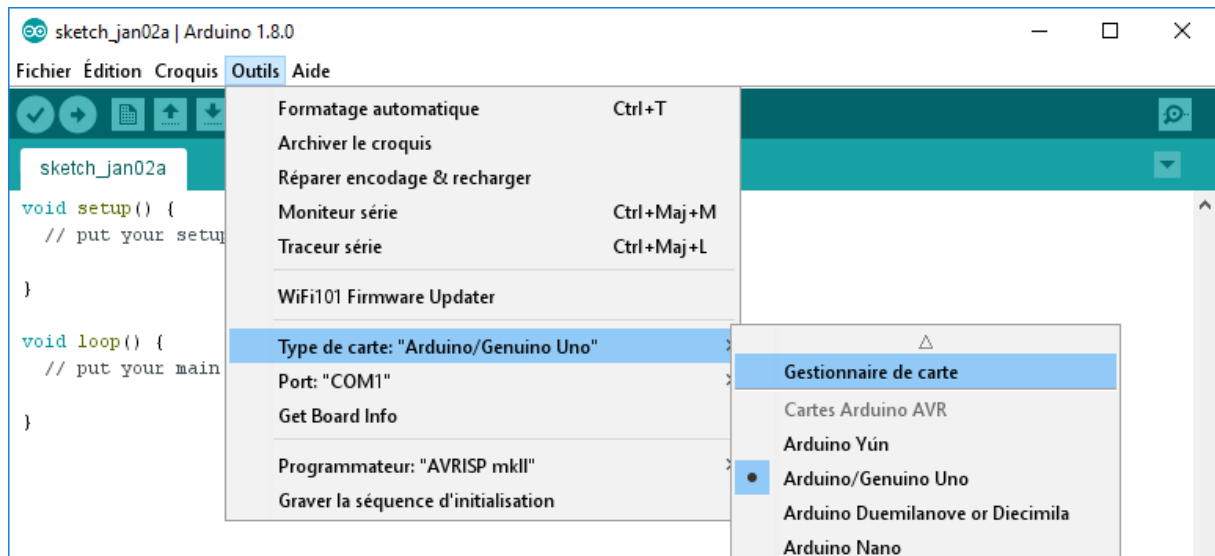 sketch_jan02a | Arduino 1.8.0
Fichier Édition Croquis Outils Aide
sketch_jan02a
void setup() {
// put your setup
}
void loop() {
// put your main
}
Formatage automatique Ctrl+T
Archiver le croquis
Réparer encodage & recharger
Moniteur série Ctrl+Maj+M
Traceur série Ctrl+Maj+L
WiFi101 Firmware Updater
Type de carte: "Arduino/Genuino Uno"
Port: "COM1"
Get Board Info
Programmateur: "AVRISP mkII"
Graver la séquence d'initialisation
Gestionnaire de carte
Cartes Arduino AVR
Arduino Yún
Arduino/Genuino Uno
Arduino Duemilanove or Diecimila
Arduino Nano